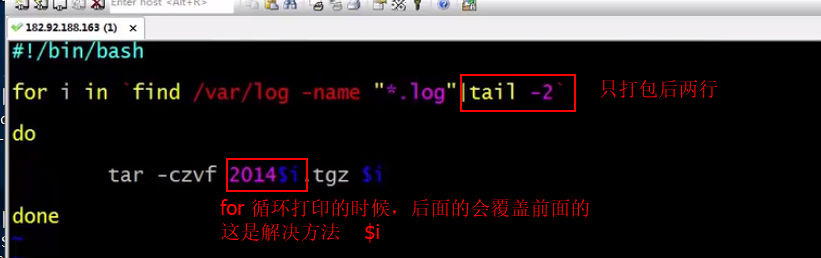 Enter host <Alt+R>
182.92.188.163 (1)
#!/bin/bash
for i in `find /var/log -name "*.log"|tail -2`
只打包后两行
do
tar -czvf 2014$i.tgz $i
for 循环打印的时候，后面的会覆盖前面的
这是解决方法 $i
done
~